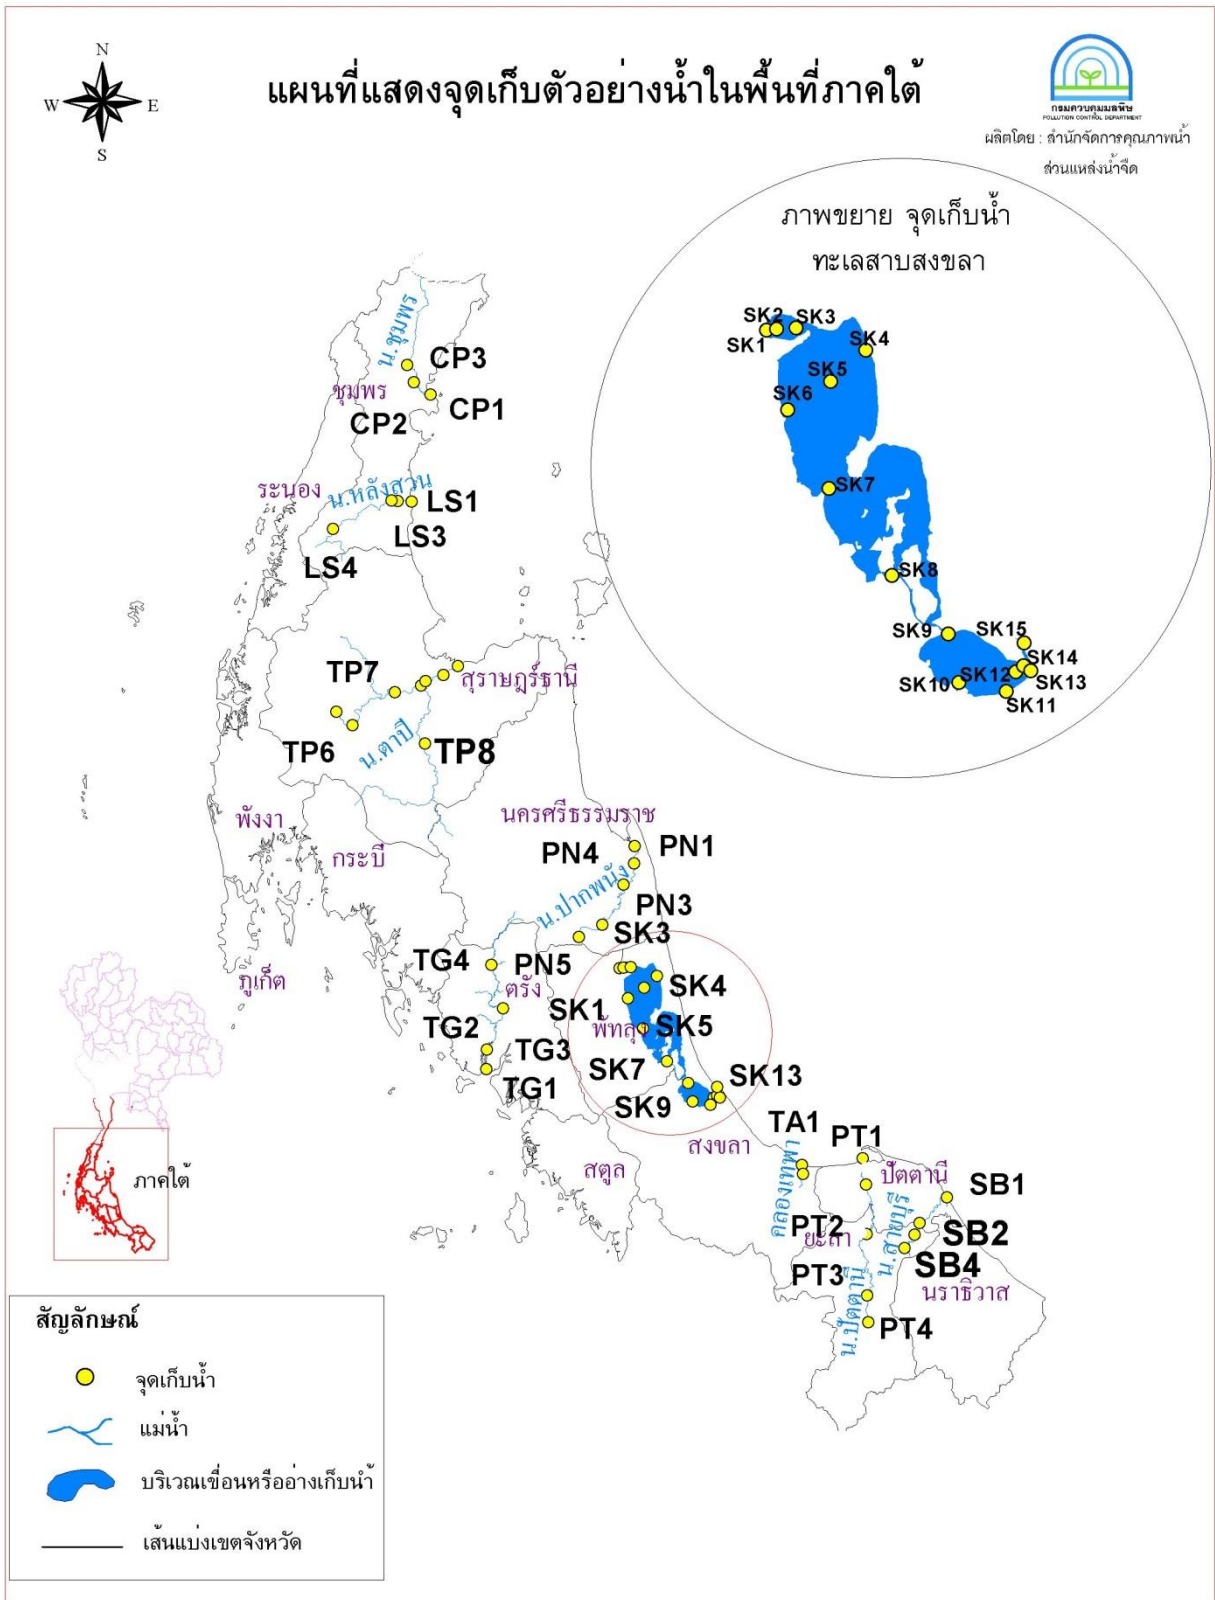 แผนที่แสดงจุดเก็บตัวอย่างน้ำในพื้นที่ภาคใต้
N
W
E
S
กรมควบคุมมลพิษ
POLLUTION CONTROL DEPARTMENT
ผลิตโดย : สำนักจัดการคุณภาพน้ำ
ส่วนแหล่งน้ำจืด
ภาพขยาย จุดเก็บน้ำ
ทะเลสาบสงขลา
SK2
SK3
SK1
SK4
SK5
SK6
SK7
SK8
SK9
SK15
SK14
SK12
SK13
SK10
SK11
น.ชุมพร
CP3
ชุมพร
CP1
CP2
ระนอง
น.หลังสวน
LS1
LS3
LS4
TP7
สุราษฎร์ธานี
TP6
น.ตาปี
TP8
นครศรีธรรมราช
พังงา
กระบี่
PN4
PN1
น.ปากพนัง
PN3
SK3
TG4
PN5
ภูเก็ต
ตรัง
SK1
SK4
TG2
พัทลุง
SK5
TG3
SK7
SK13
TG1
SK9
TA1
สงขลา
PT1
สตูล
ปัตตานี
SB1
คลองเทพา
PT2
ยะลา
น.สายบุรี
SB2
PT3
SB4
นราธิวาส
น.ปัตตานี
PT4
ภาคใต้
สัญลักษณ์
จุดเก็บน้ำ
แม่น้ำ
บริเวณเขื่อนหรืออ่างเก็บน้ำ
เส้นแบ่งเขตจังหวัด